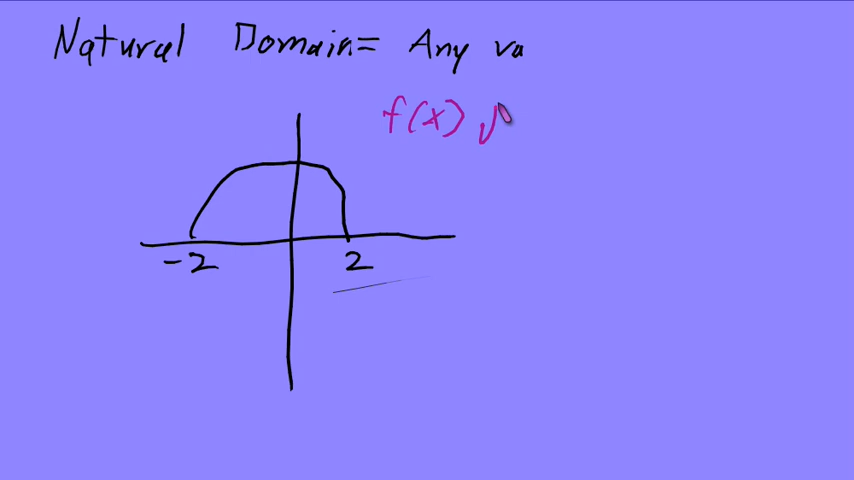 Natural Domain= Any va
f(x) √
-2 2